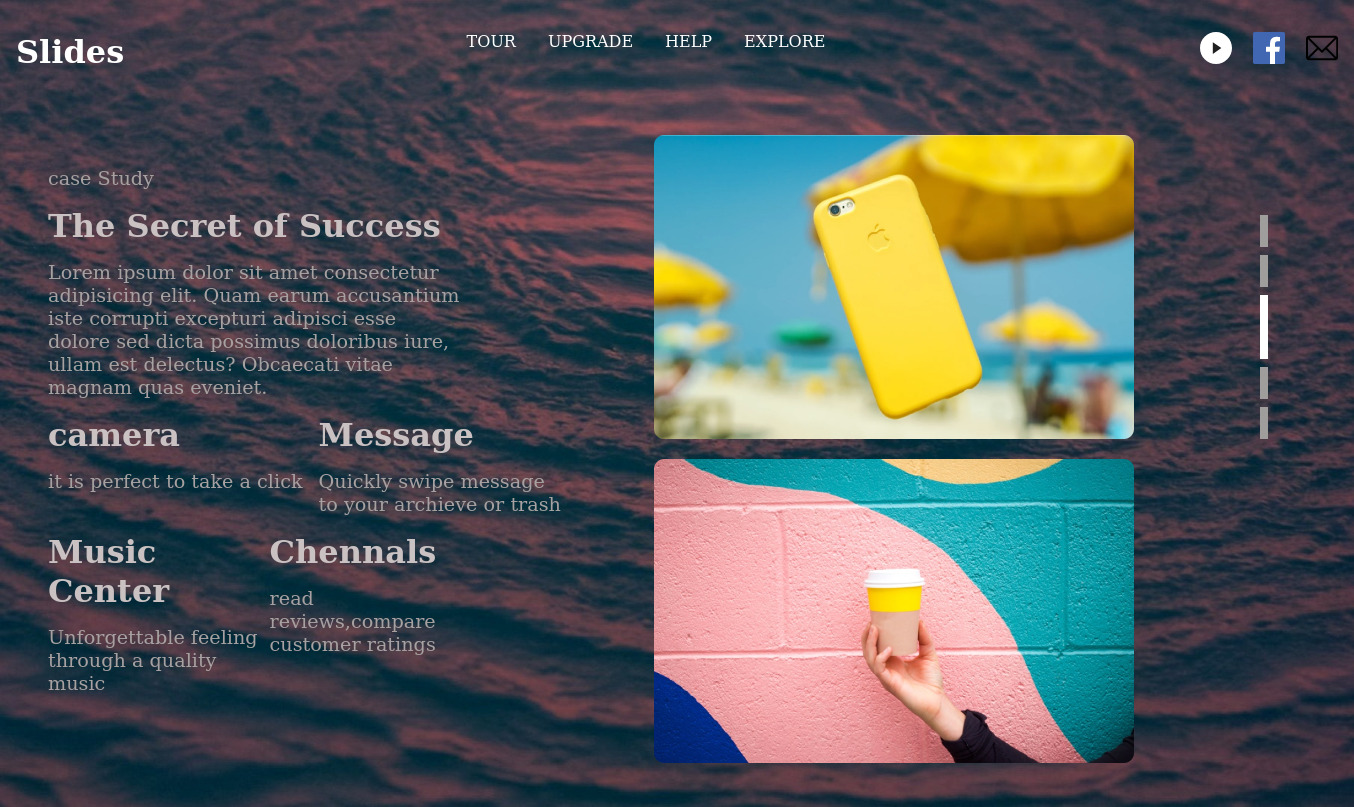 Slides
TOUR UPGRADE HELP EXPLORE
case Study
The Secret of Success
Lorem ipsum dolor sit amet consectetur
adipisicing elit. Quam earum accusantium
iste corrupti excepturi adipisci esse
dolore sed dicta possimus doloribus iure,
ullam est delectus? Obcaecati vitae
magnam quas eveniet.
camera
it is perfect to take a click
Message
Quickly swipe message
to your archieve or trash
Music
Center
Unforgettable feeling
through a quality
music
Chennals
read
reviews,compare
customer ratings